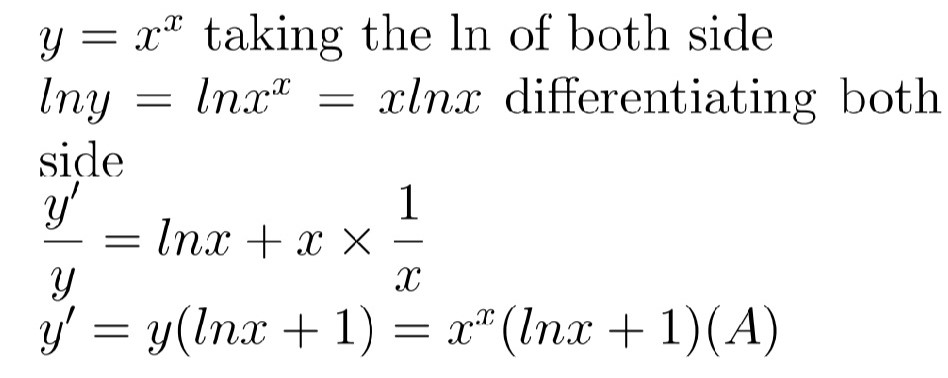 y = x^x taking the ln of both side
lny = lnx^x = xlnx differentiating both
side
y′/y = lnx + x × 1/x
y′ = y(lnx + 1) = x^x(lnx + 1)(A)